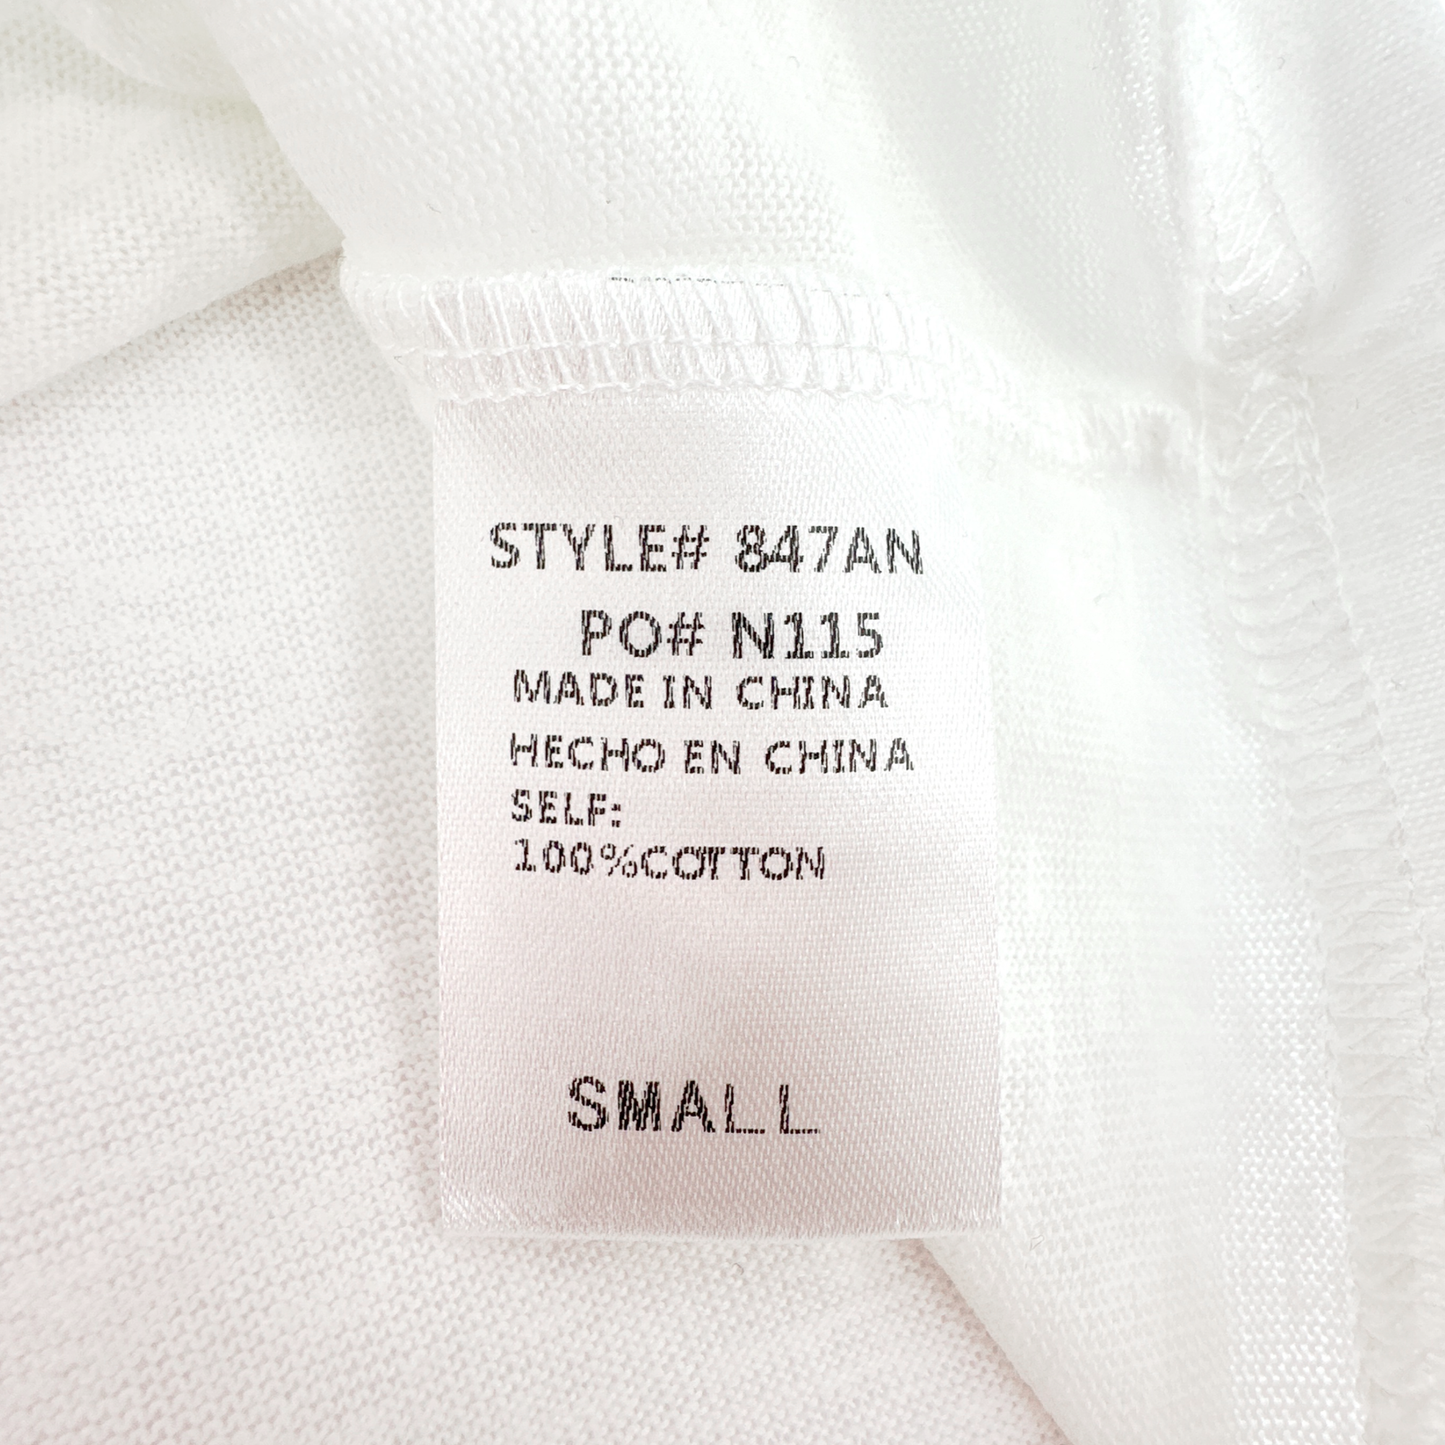 STYLE# 847AN
PO# N115
MADE IN CHINA
HECHO EN CHINA
SELF:
100%COTTON
SMALL